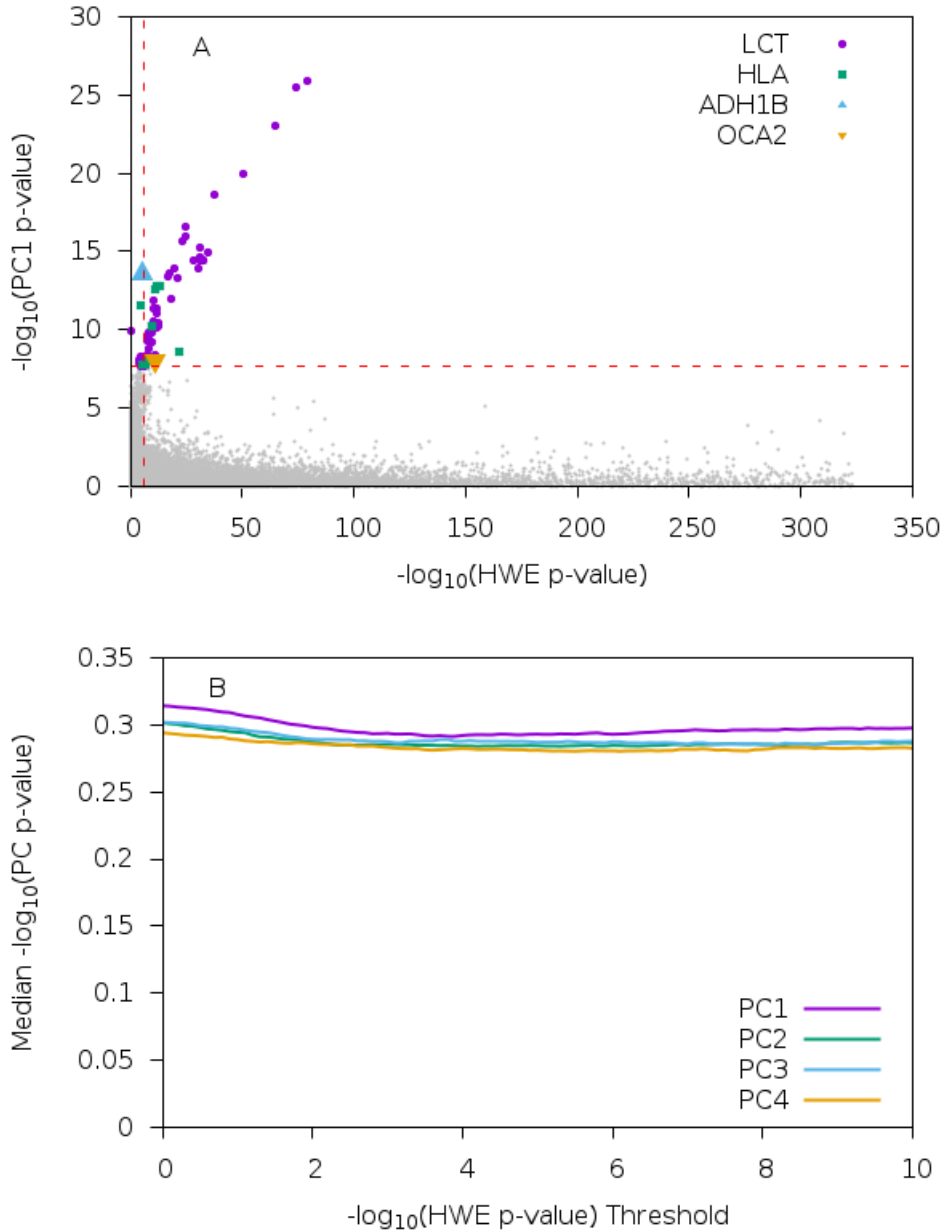 A
LCT
HLA
ADH1B
OCA2
30
25
20
15
10
5
0
-log10(PC1 p-value)
0 50 100 150 200 250 300 350
-log10(HWE p-value)
B
0.35
0.3
0.25
0.2
0.15
0.1
0.05
0
Median -log10(PC p-value)
PC1
PC2
PC3
PC4
0 2 4 6 8 10
-log10(HWE p-value) Threshold